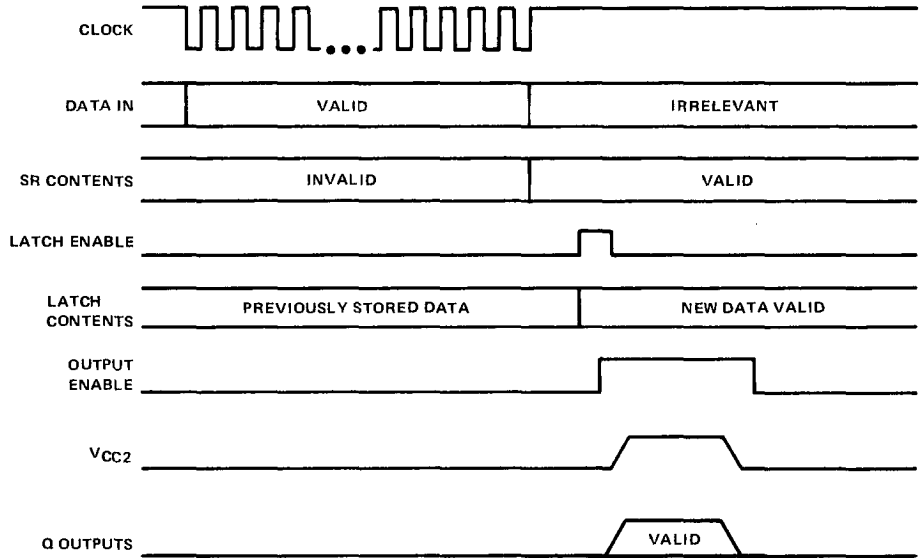 CLOCK
DATA IN
VALID
IRRELEVANT
SR CONTENTS
INVALID
VALID
LATCH ENABLE
LATCH
CONTENTS
PREVIOUSLY STORED DATA
NEW DATA VALID
OUTPUT
ENABLE
VCC2
Q OUTPUTS
VALID